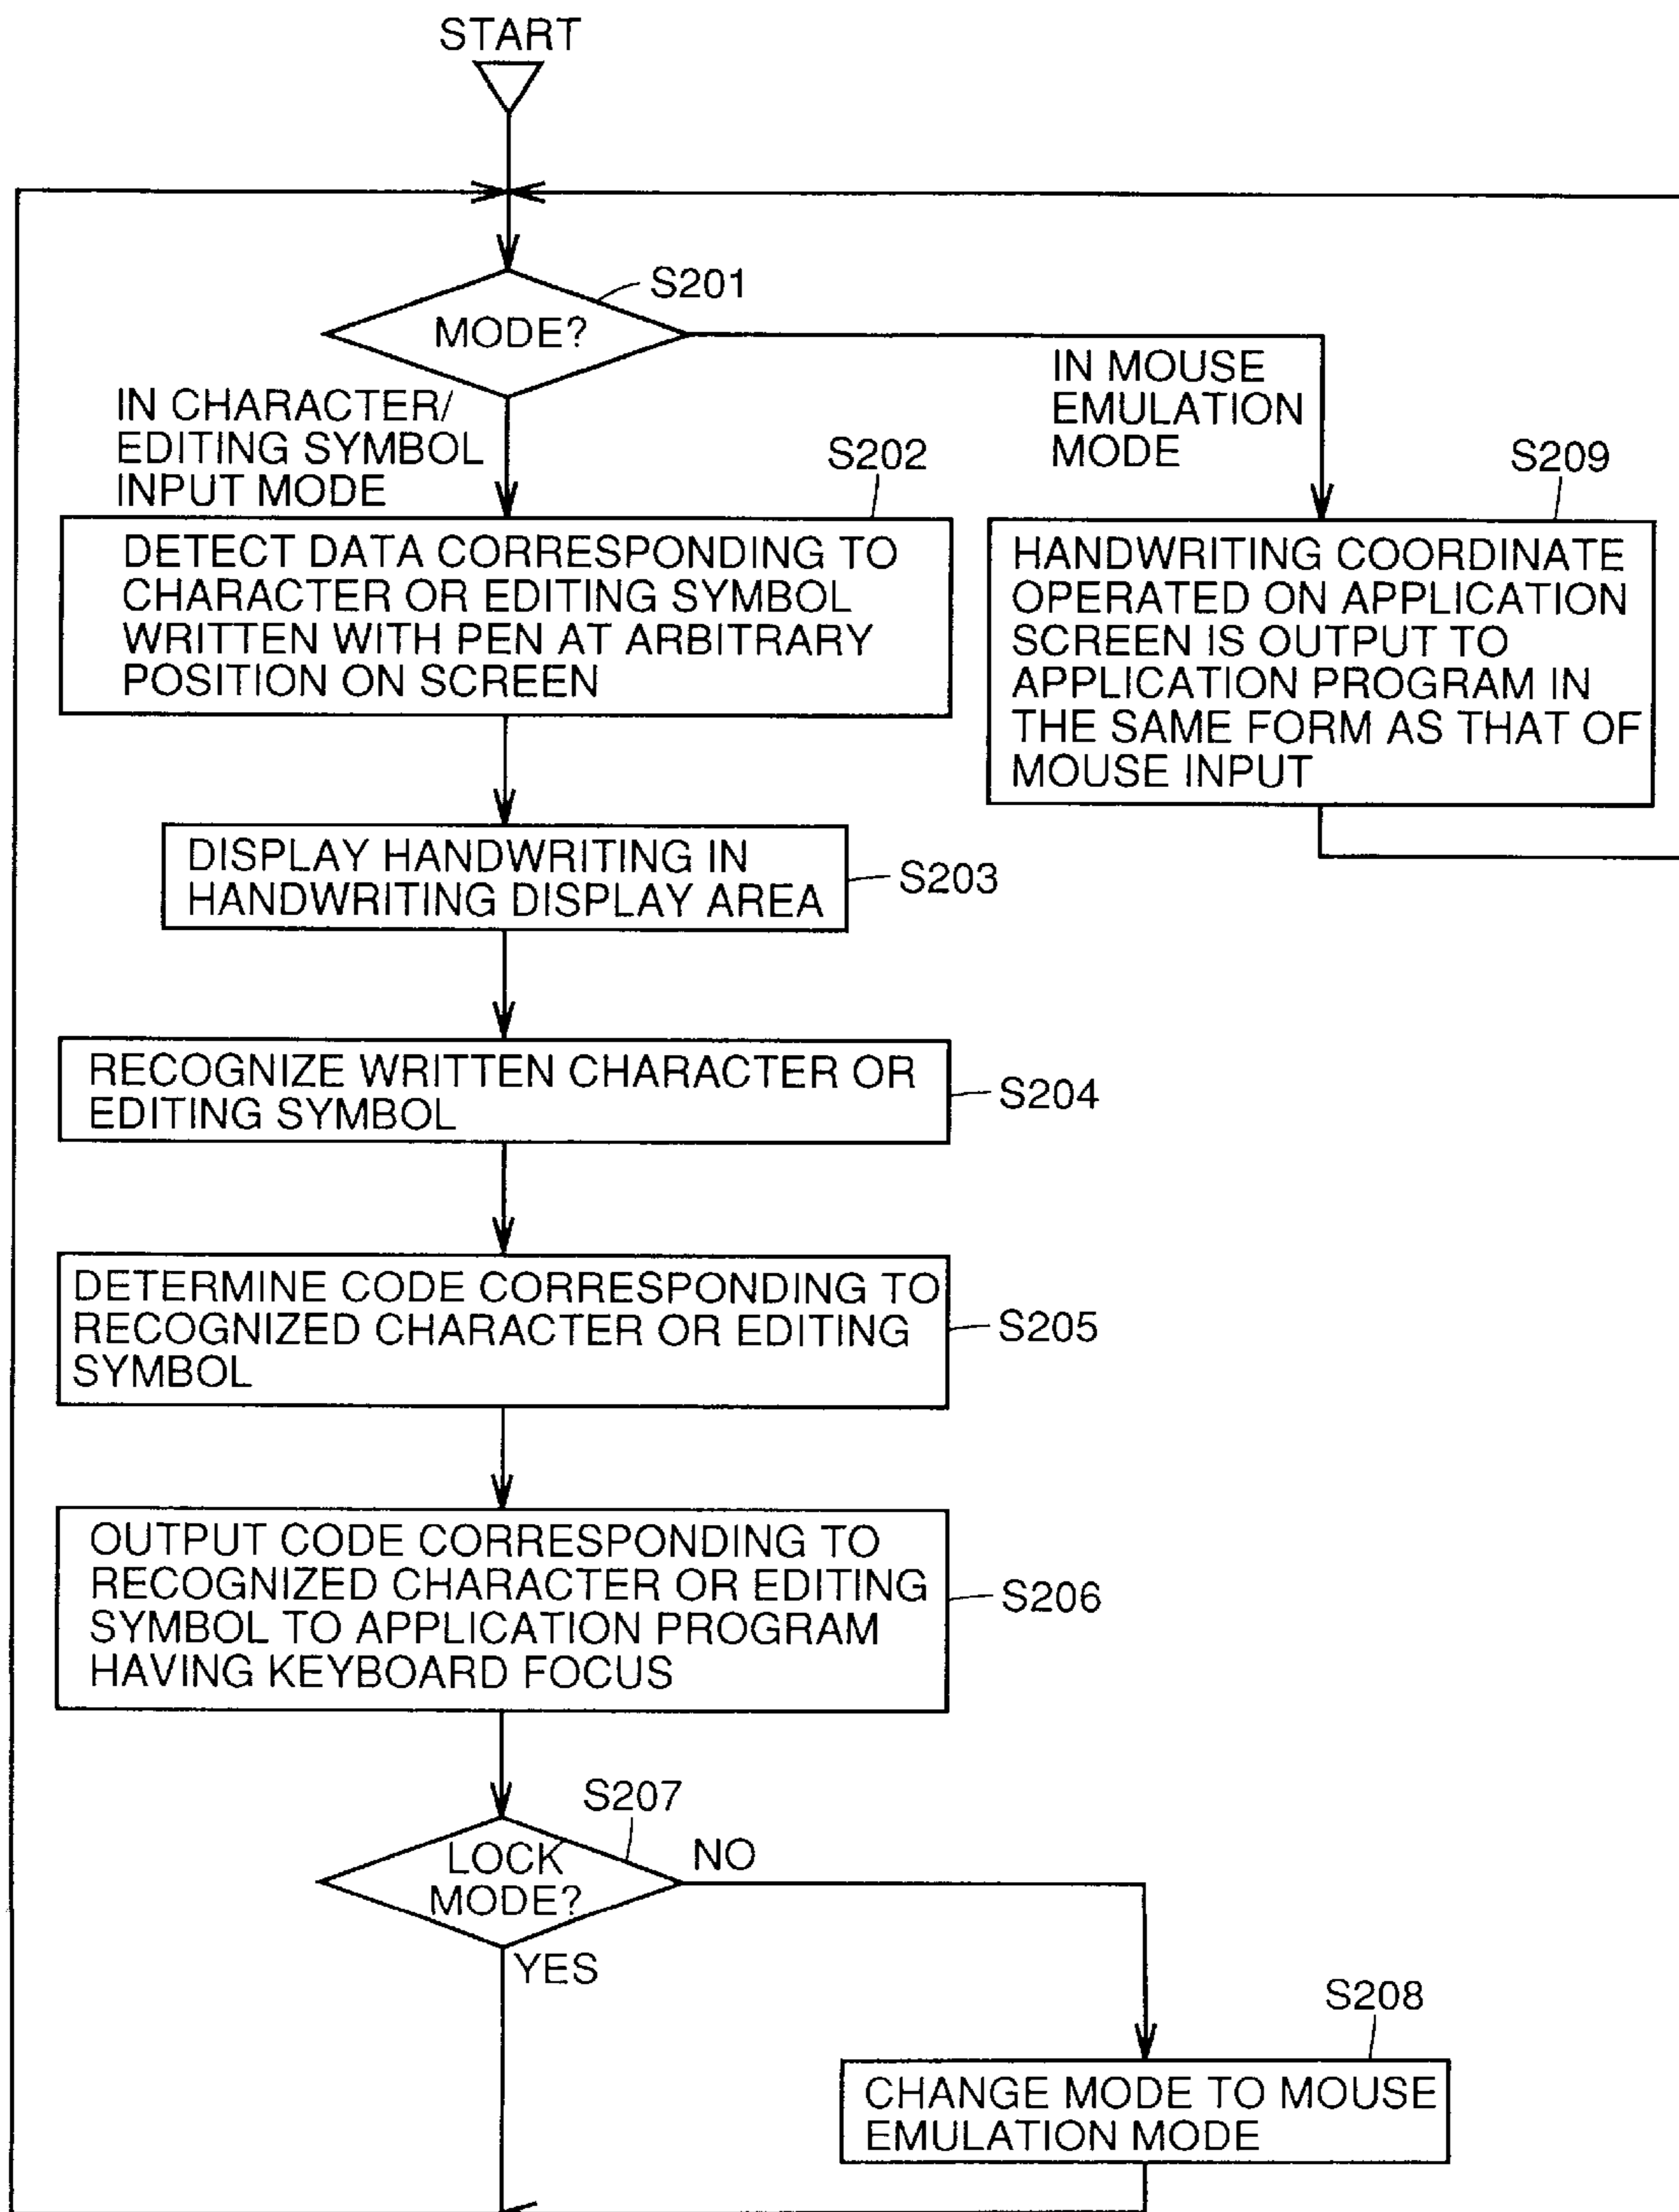 START
S201
MODE?
IN CHARACTER/
EDITING SYMBOL
INPUT MODE
IN MOUSE
EMULATION
MODE
S202
DETECT DATA CORRESPONDING TO
CHARACTER OR EDITING SYMBOL
WRITTEN WITH PEN AT ARBITRARY
POSITION ON SCREEN
S209
HANDWRITING COORDINATE
OPERATED ON APPLICATION
SCREEN IS OUTPUT TO
APPLICATION PROGRAM IN
THE SAME FORM AS THAT OF
MOUSE INPUT
DISPLAY HANDWRITING IN
HANDWRITING DISPLAY AREA
S203
RECOGNIZE WRITTEN CHARACTER OR
EDITING SYMBOL
S204
DETERMINE CODE CORRESPONDING TO
RECOGNIZED CHARACTER OR EDITING
SYMBOL
S205
OUTPUT CODE CORRESPONDING TO
RECOGNIZED CHARACTER OR EDITING
SYMBOL TO APPLICATION PROGRAM
HAVING KEYBOARD FOCUS
S206
S207
LOCK
MODE?
NO
YES
S208
CHANGE MODE TO MOUSE
EMULATION MODE